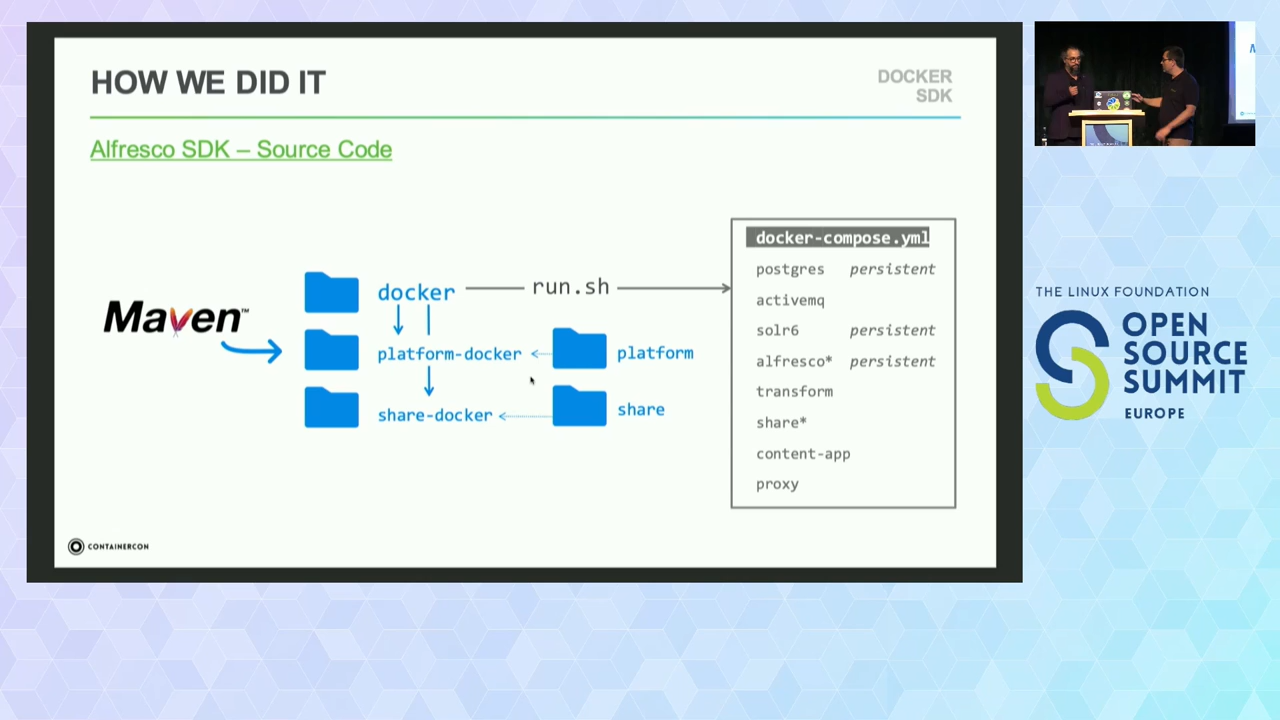 HOW WE DID IT
DOCKER
SDK
Alfresco SDK – Source Code
Maven™
docker
run.sh
platform-docker
platform
share-docker
share
docker-compose.yml
postgres persistent
activemq
solr6 persistent
alfresco* persistent
transform
share*
content-app
proxy
CONTAINERCON
THE LINUX FOUNDATION
OPEN
SOURCE
SUMMIT
EUROPE